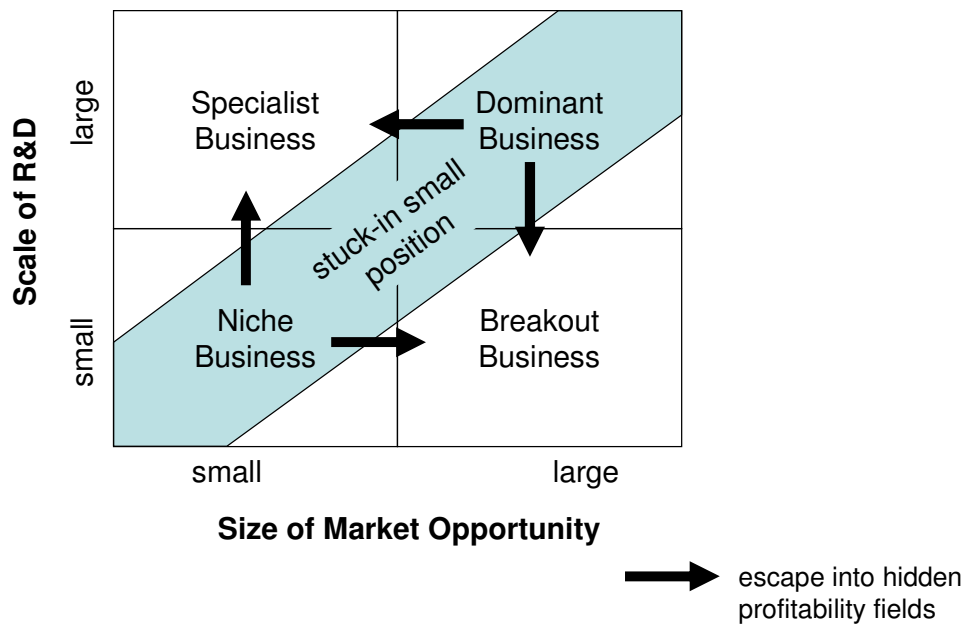 Scale of R&D
large
small
Specialist
Business
Dominant
Business
stuck-in small
position
Niche
Business
Breakout
Business
small
large
Size of Market Opportunity
escape into hidden
profitability fields